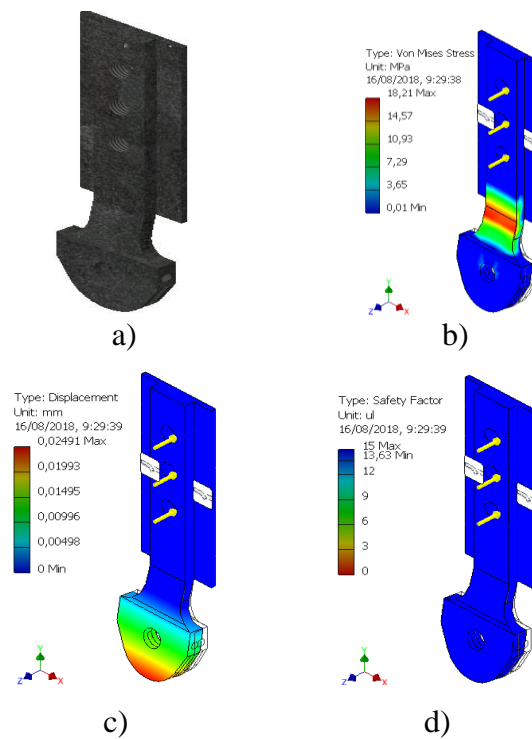 Type: Von Mises Stress
Unit: MPa
16/08/2018, 9:29:38
18,21 Max
14,57
10,93
7,29
3,65
0,01 Min
Y
Z
X
a)
b)
Type: Displacement
Unit: mm
16/08/2018, 9:29:39
0,02491 Max
0,01993
0,01495
0,00996
0,00498
0 Min
Y
Z
X
Type: Safety Factor
Unit: ul
16/08/2018, 9:29:39
15 Max
13,63 Min
12
9
6
3
0
Y
Z
X
c)
d)